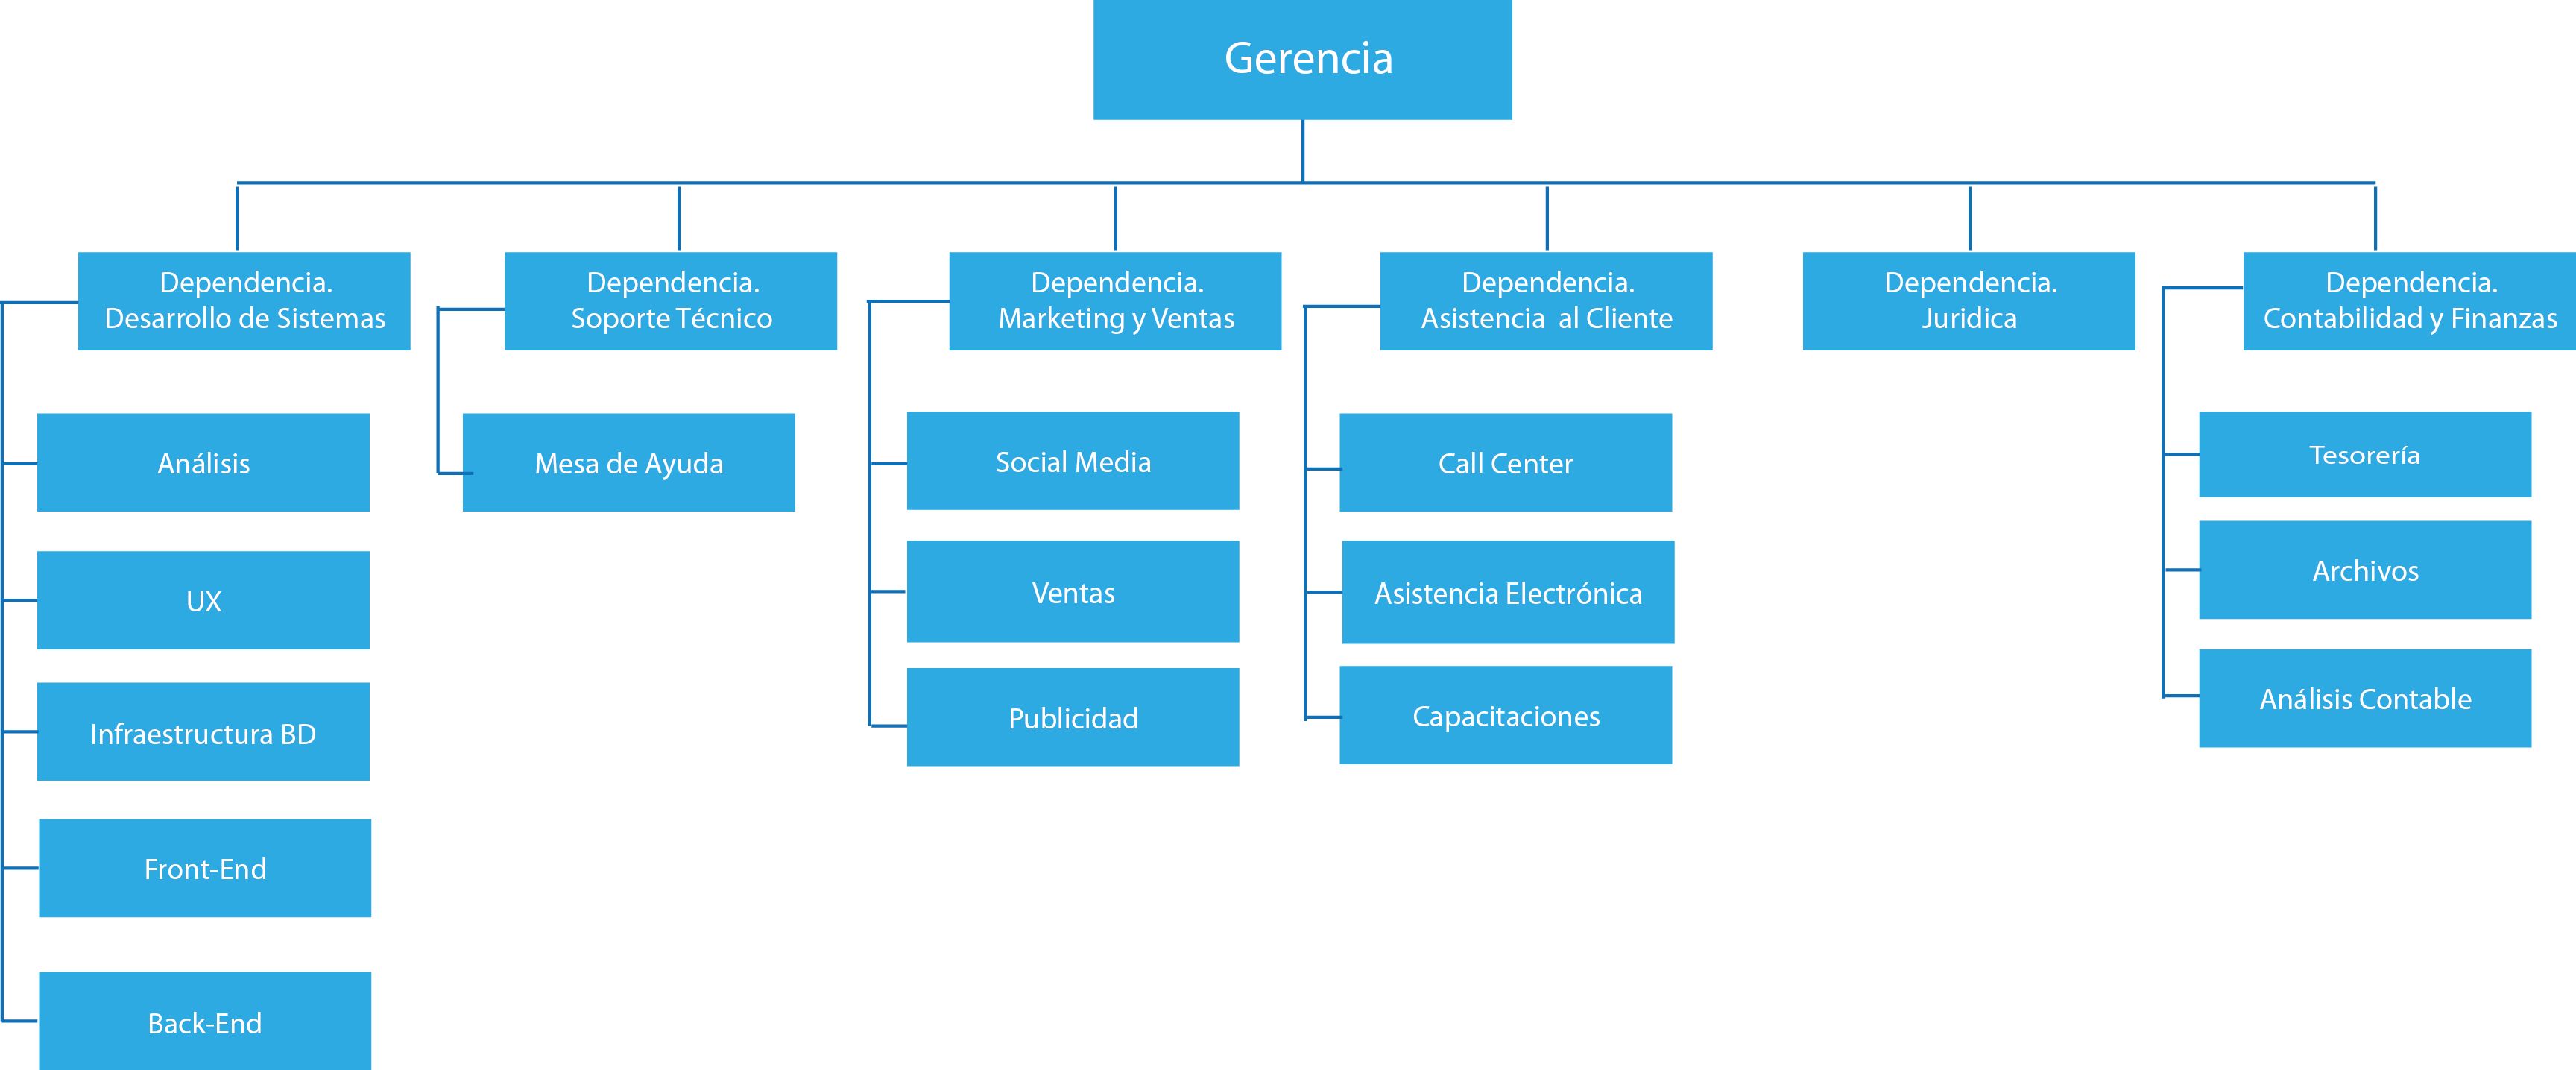 Gerencia
Dependencia.
Desarrollo de Sistemas
Análisis
UX
Infraestructura BD
Front-End
Back-End
Dependencia.
Soporte Técnico
Mesa de Ayuda
Dependencia.
Marketing y Ventas
Social Media
Ventas
Publicidad
Dependencia.
Asistencia  al Cliente
Call Center
Asistencia Electrónica
Capacitaciones
Dependencia.
Juridica
Dependencia.
Contabilidad y Finanzas
Tesorería
Archivos
Análisis Contable